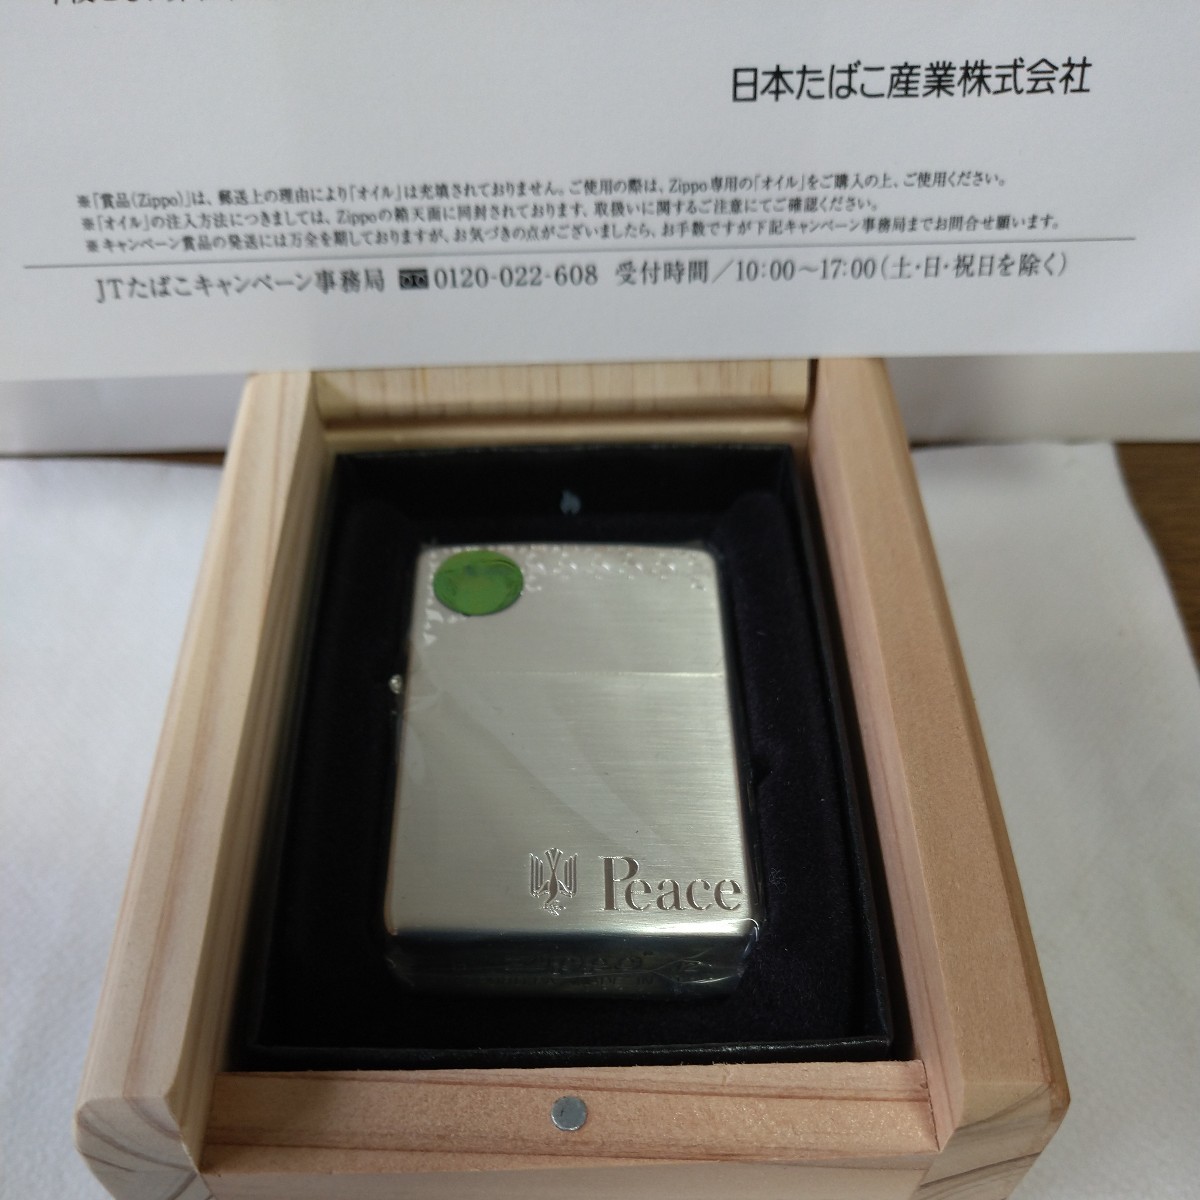 日本たばこ産業株式会社
※「賞品(Zippo)」は、郵送上の理由により「オイル」は充填されておりません。ご使用の際は、Zippo専用の「オイル」をご購入の上、ご使用ください。
※「オイル」の注入方法につきましては、Zippoの箱天面に同封されております、取扱いに関するご注意にてご確認ください。
※キャンペーン賞品の発送には万全を期しておりますが、お気づきの点がございましたら、お手数ですが下記キャンペーン事務局までお問合せ願います。
JTたばこキャンペーン事務局 0120-022-608 受付時間／10:00〜17:00(土・日・祝日を除く)
Peace